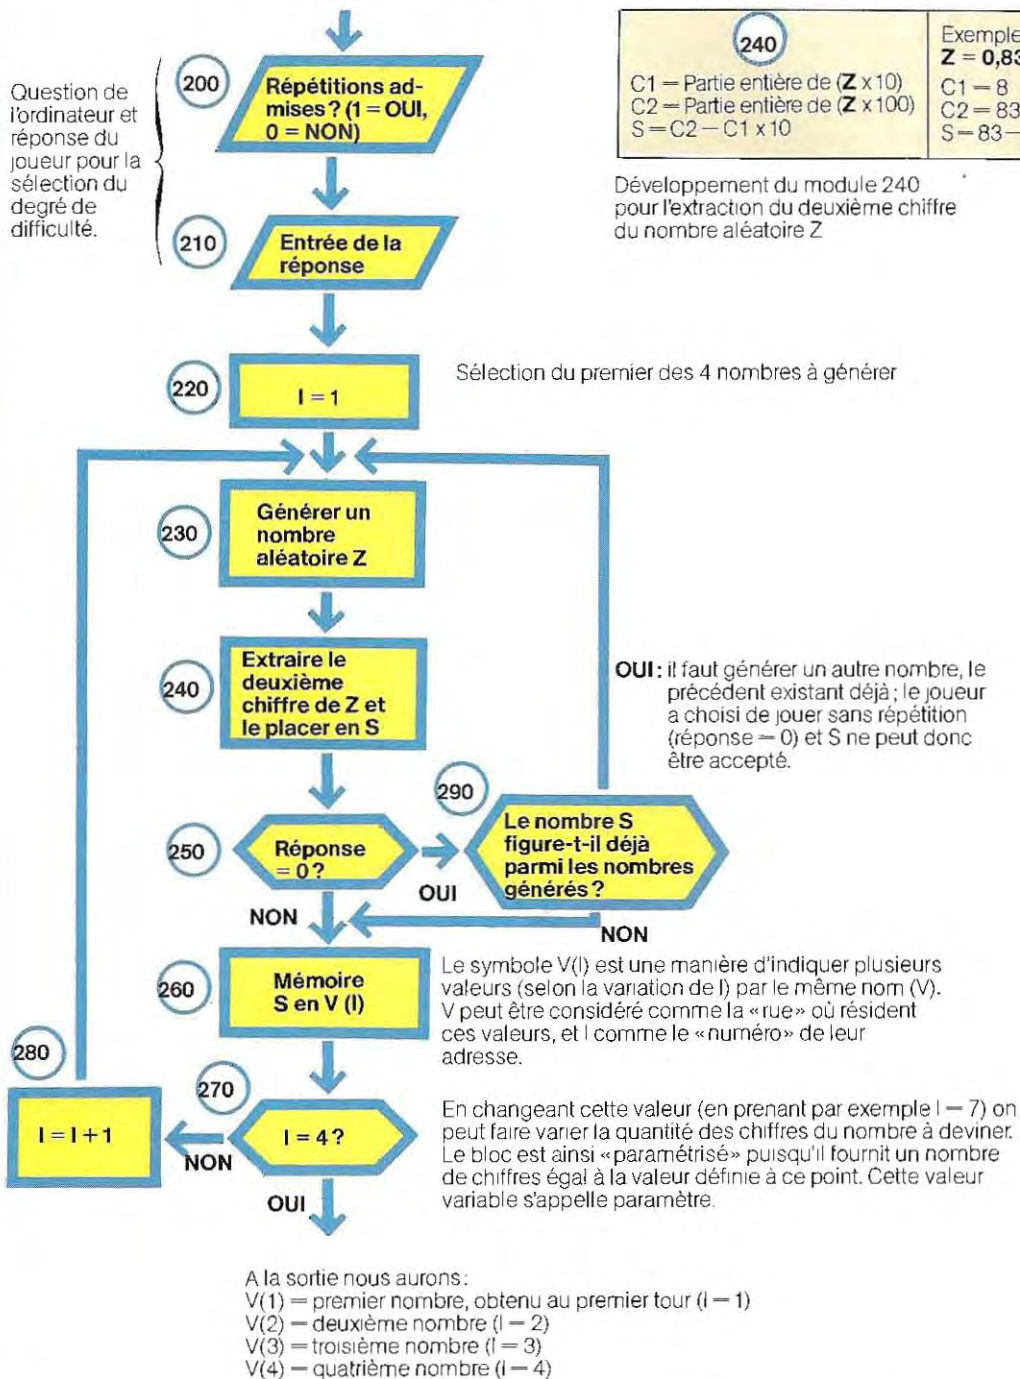 Question de
l'ordinateur et
réponse du
joueur pour la
sélection du
degré de
difficulté.
200
Répétitions ad-
mises? (1 = OUI,
0 = NON)
210
Entrée de la
réponse
240
C1 = Partie entière de (Z x 10)
C2 = Partie entière de (Z x 100)
S = C2 – C1 x 10
Exemple
Z = 0,83
C1 = 8
C2 = 83
S = 83 –
Développement du module 240
pour l'extraction du deuxième chiffre
du nombre aléatoire Z
220
I = 1
Sélection du premier des 4 nombres à générer
230
Générer un
nombre
aléatoire Z
240
Extraire le
deuxième
chiffre de Z et
le placer en S
OUI: il faut générer un autre nombre, le
précédent existant déjà; le joueur
a choisi de jouer sans répétition
(réponse = 0) et S ne peut donc
être accepté.
250
Réponse
= 0?
OUI
NON
290
Le nombre S
figure-t-il déjà
parmi les nombres
générés?
NON
260
Mémoire
S en V (I)
Le symbole V(I) est une manière d'indiquer plusieurs
valeurs (selon la variation de I) par le même nom (V).
V peut être considéré comme la «rue» où résident
ces valeurs, et I comme le «numéro» de leur
adresse.
280
I = I + 1
NON
270
I = 4?
OUI
En changeant cette valeur (en prenant par exemple I = 7) on
peut faire varier la quantité des chiffres du nombre à deviner.
Le bloc est ainsi «paramétrisé» puisqu'il fournit un nombre
de chiffres égal à la valeur définie à ce point. Cette valeur
variable s'appelle paramètre.
A la sortie nous aurons:
V(1) = premier nombre, obtenu au premier tour (I = 1)
V(2) = deuxième nombre (I = 2)
V(3) = troisième nombre (I = 3)
V(4) = quatrième nombre (I = 4)